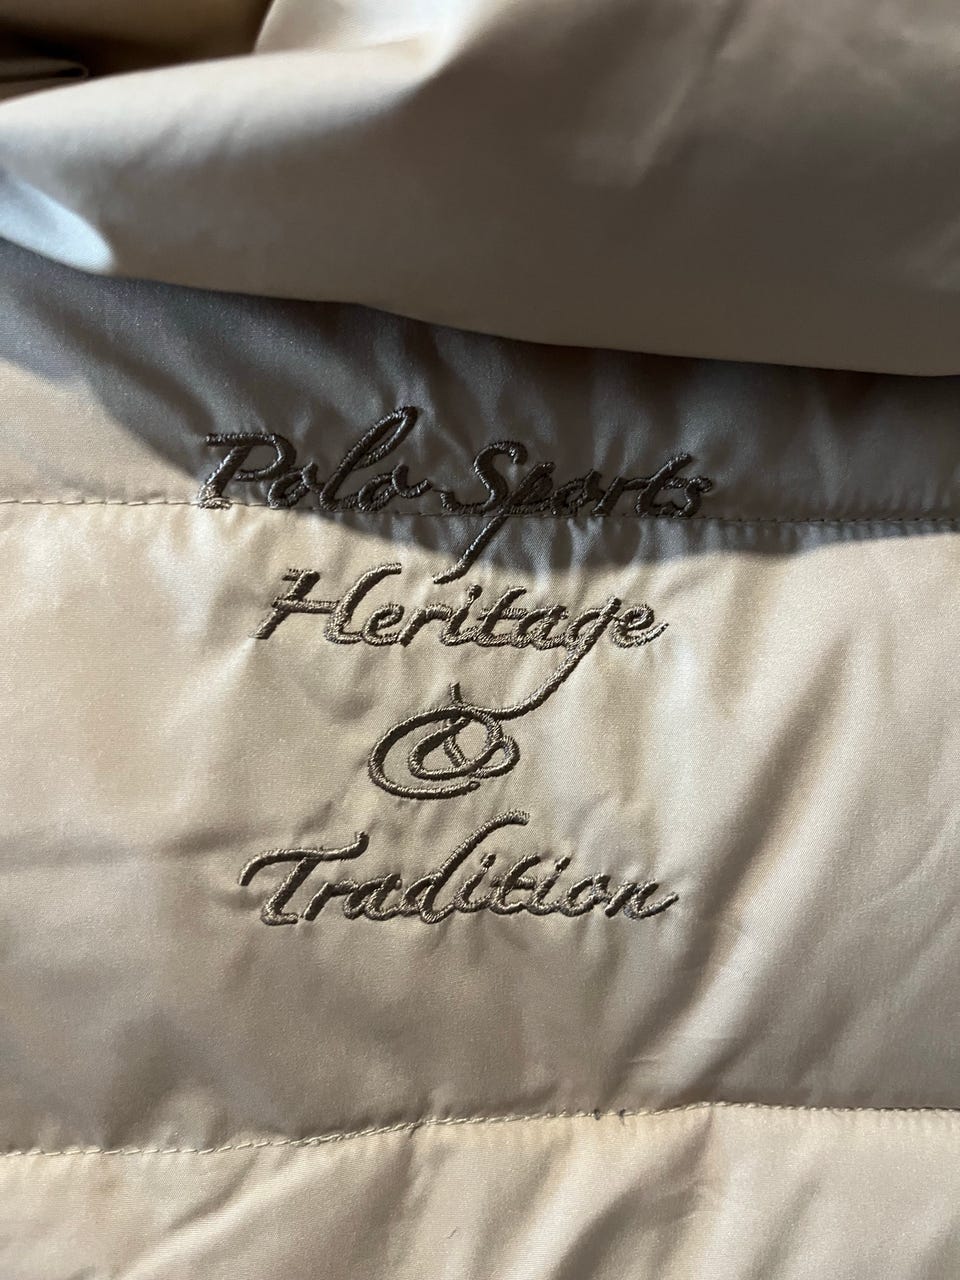 Polo Sports
Heritage
&
Tradition